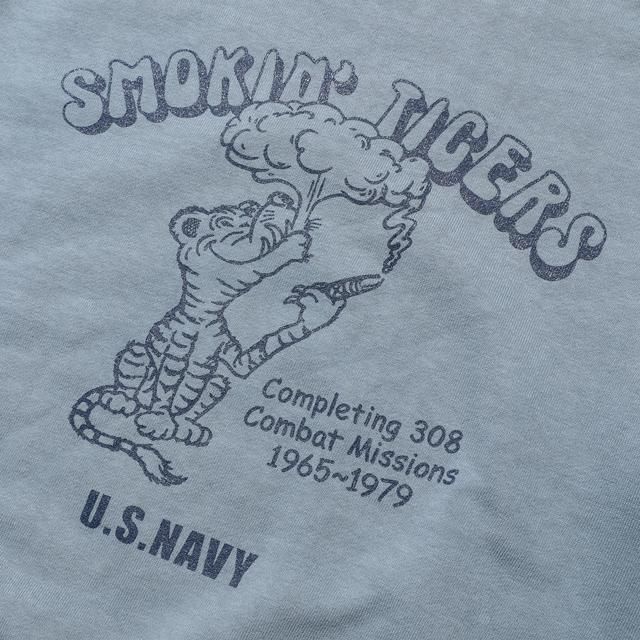 SMOKIN' TIGERS
Completing 308
Combat Missions
1965~1979
U.S.NAVY